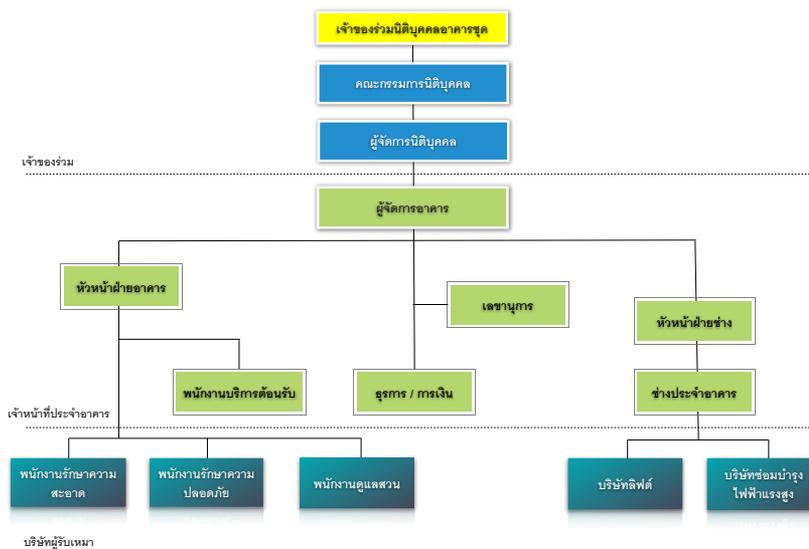 เจ้าของร่วมนิติบุคคลอาคารชุด
คณะกรรมการนิติบุคคล
ผู้จัดการนิติบุคคล
เจ้าของร่วม
ผู้จัดการอาคาร
หัวหน้าฝ่ายอาคาร
เลขานุการ
หัวหน้าฝ่ายช่าง
พนักงานบริการต้อนรับ
ธุรการ / การเงิน
ช่างประจำอาคาร
เจ้าหน้าที่ประจำอาคาร
พนักงานรักษาความ
สะอาด
พนักงานรักษาความ
ปลอดภัย
พนักงานดูแลสวน
บริษัทลิฟต์
บริษัทซ่อมบำรุง
ไฟฟ้าแรงสูง
บริษัทผู้รับเหมา